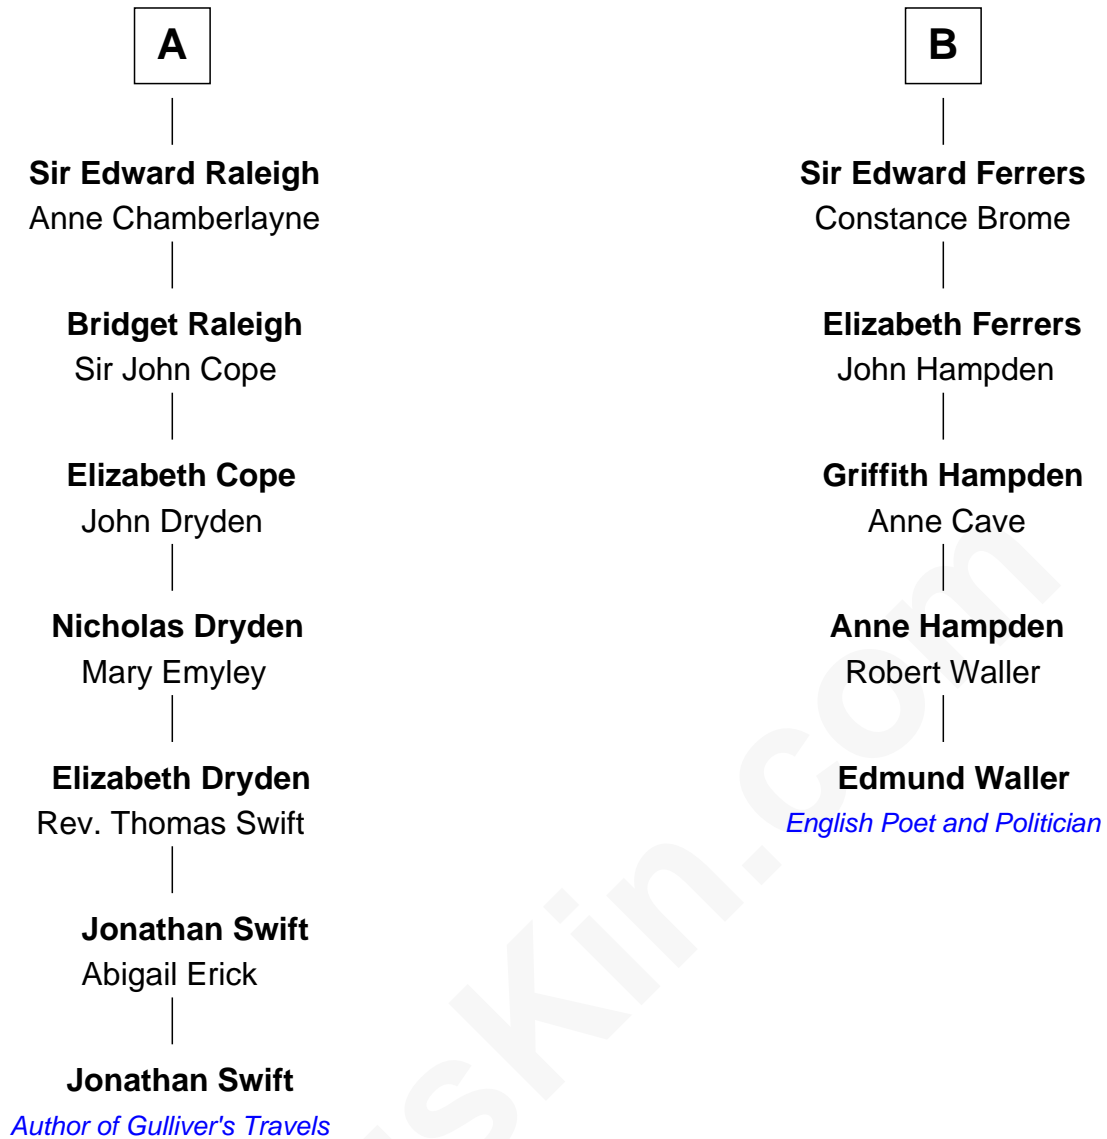 A
Sir Edward Raleigh
Anne Chamberlayne
Bridget Raleigh
Sir John Cope
Elizabeth Cope
John Dryden
Nicholas Dryden
Mary Emyley
Elizabeth Dryden
Rev. Thomas Swift
Jonathan Swift
Abigail Erick
Jonathan Swift
Author of Gulliver's Travels
B
Sir Edward Ferrers
Constance Brome
Elizabeth Ferrers
John Hampden
Griffith Hampden
Anne Cave
Anne Hampden
Robert Waller
Edmund Waller
English Poet and Politician
sKin.com